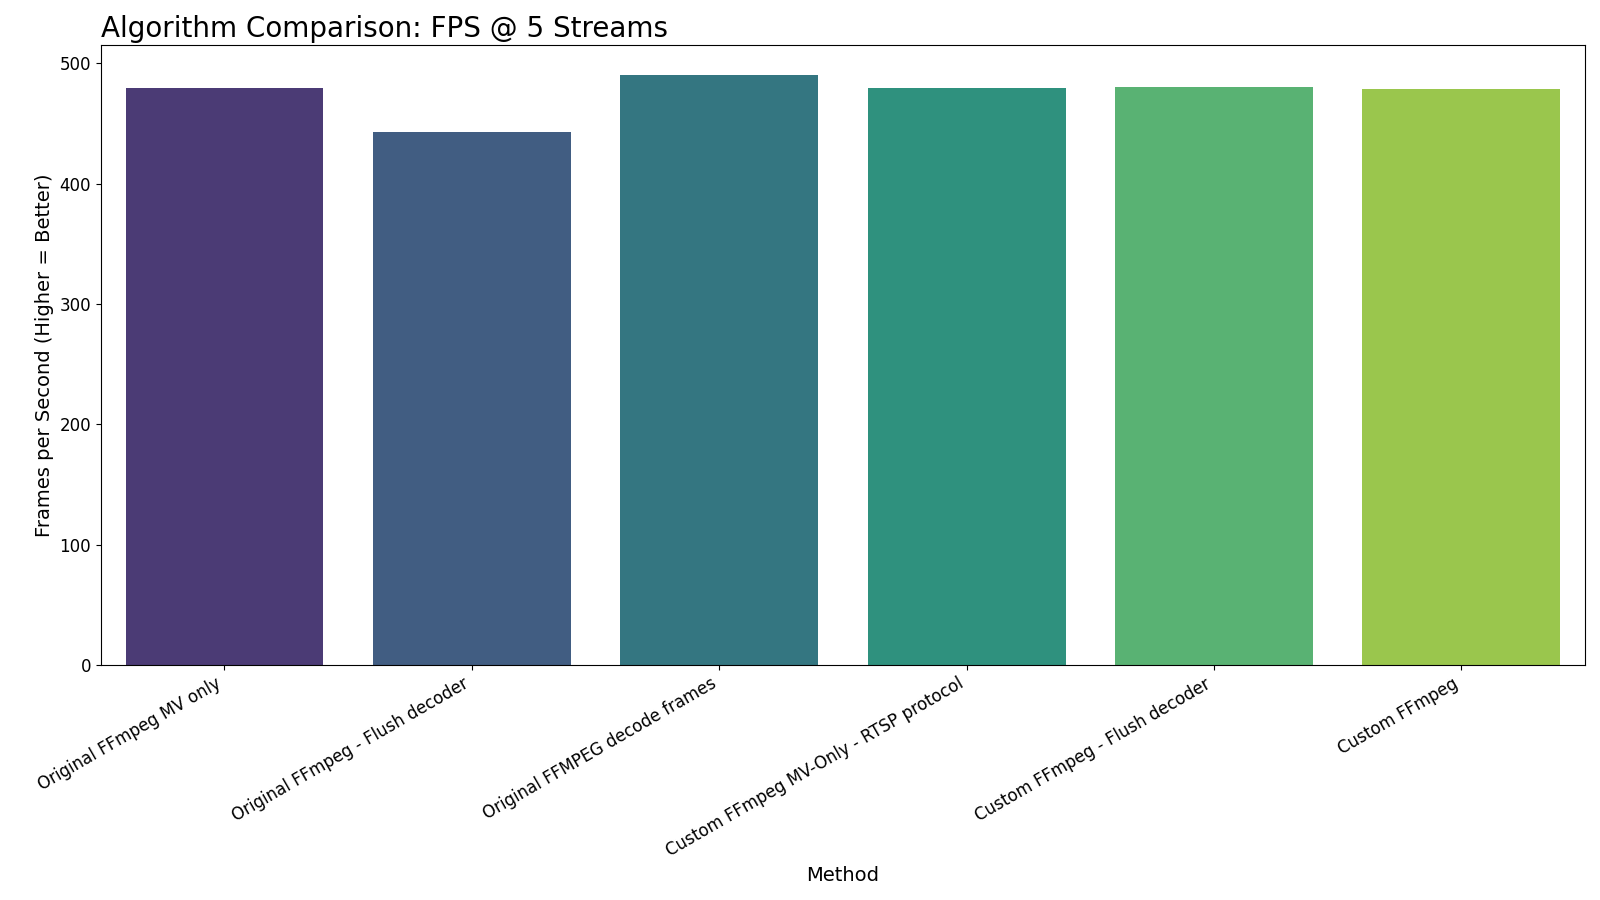 Algorithm Comparison: FPS @ 5 Streams
Frames per Second (Higher = Better)
500
400
300
200
100
0
Original FFmpeg MV only
Original FFmpeg - Flush decoder
Original FFMPEG decode frames
Custom FFmpeg MV-Only - RTSP protocol
Custom FFmpeg - Flush decoder
Custom FFmpeg
Method